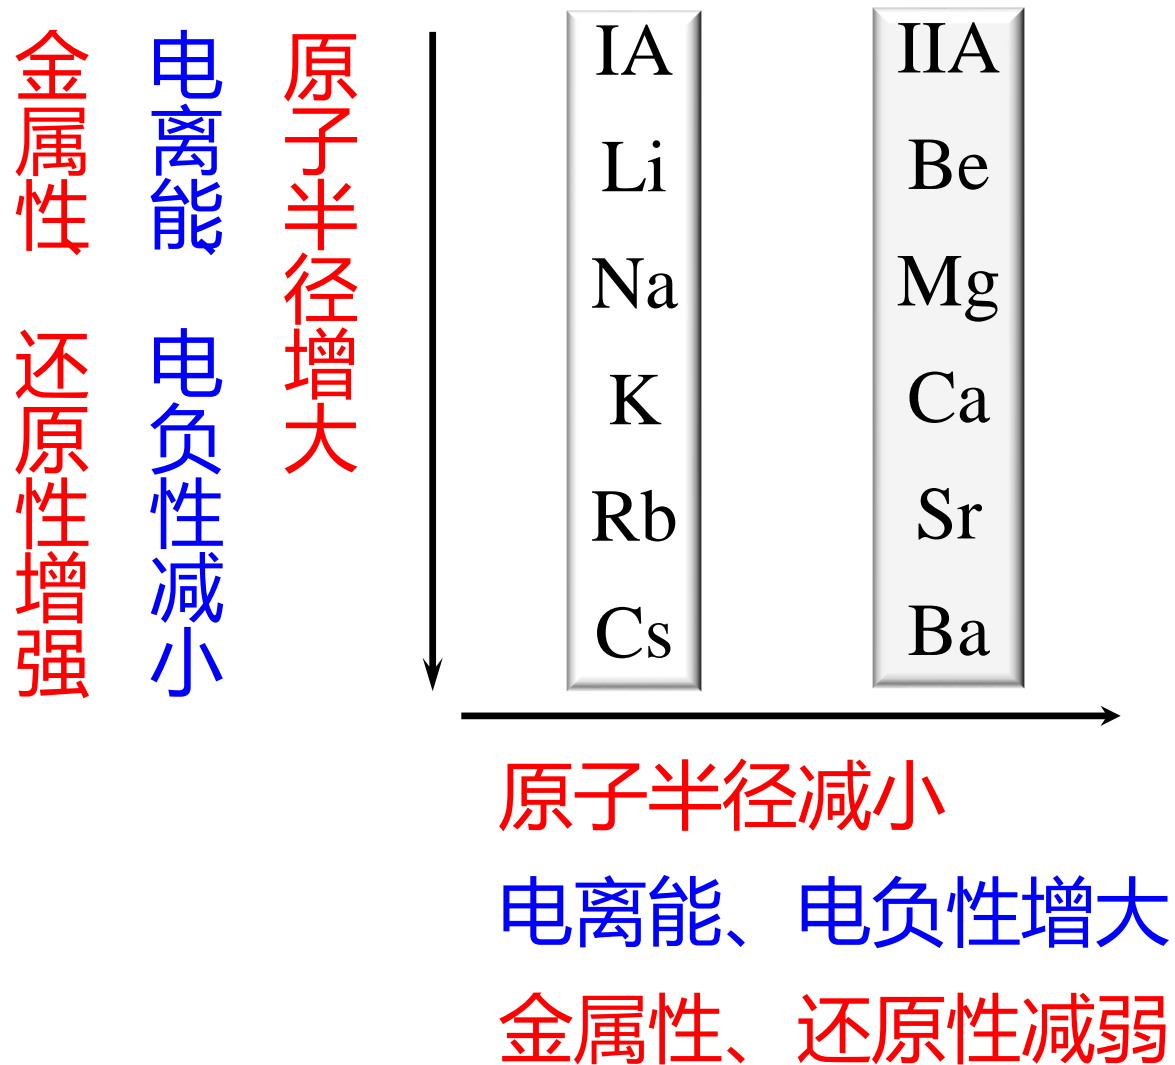 金属性、还原性增强
电离能、电负性减小
原子半径增大
IA
Li
Na
K
Rb
Cs
IIA
Be
Mg
Ca
Sr
Ba
原子半径减小
电离能、电负性增大
金属性、还原性减弱